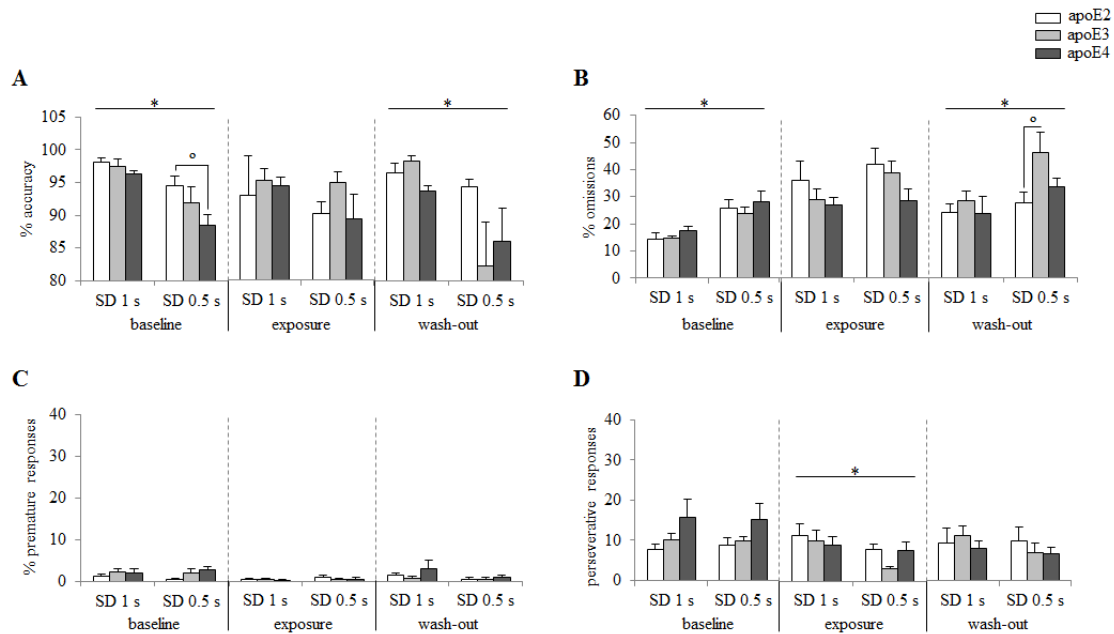 apoE2
apoE3
apoE4
A
B
% accuracy
105
100
95
90
85
80
*
°
*
SD 1 s SD 0.5 s SD 1 s SD 0.5 s SD 1 s SD 0.5 s
baseline exposure wash-out
% omissions
60
50
40
30
20
10
0
*
*
°
SD 1 s SD 0.5 s SD 1 s SD 0.5 s SD 1 s SD 0.5 s
baseline exposure wash-out
C
D
% premature responses
40
30
20
10
0
SD 1 s SD 0.5 s SD 1 s SD 0.5 s SD 1 s SD 0.5 s
baseline exposure wash-out
perseverative responses
40
30
20
10
0
*
SD 1 s SD 0.5 s SD 1 s SD 0.5 s SD 1 s SD 0.5 s
baseline exposure wash-out